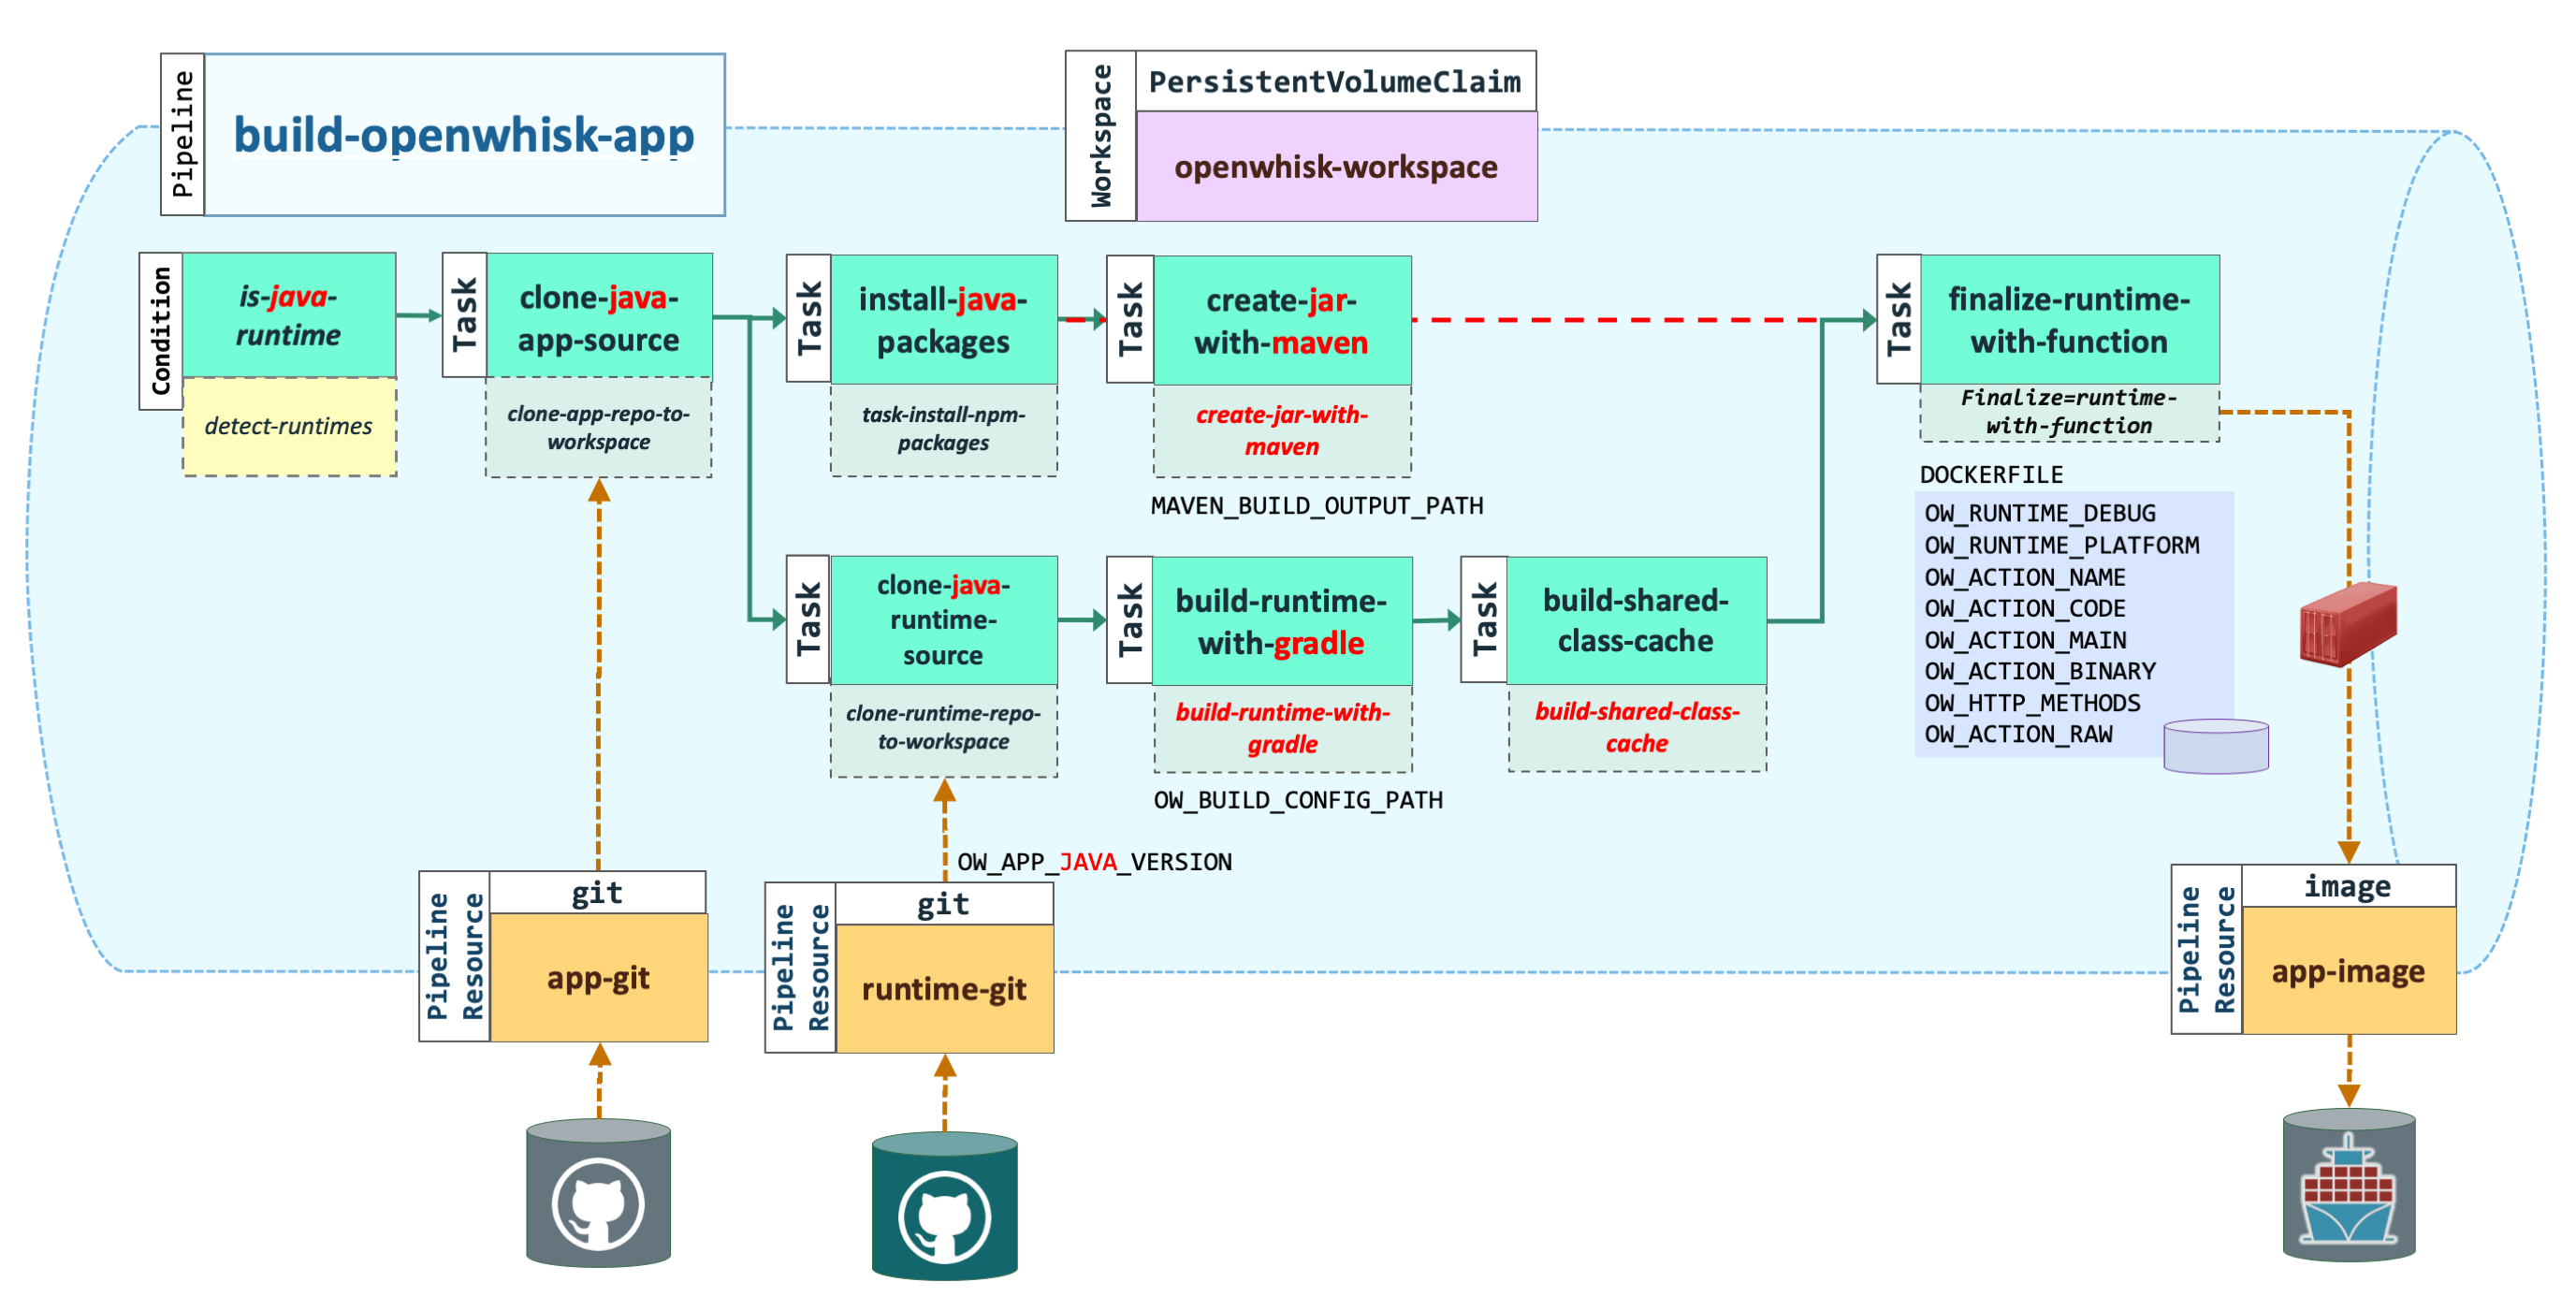 Pipeline
build-openwhisk-app
Workspace
PersistentVolumeClaim
openwhisk-workspace
Condition
is-java-
runtime
detect-runtimes
Task
clone-java-
app-source
clone-app-repo-to-
workspace
Task
install-java-
packages
task-install-npm-
packages
Task
create-jar-
with-maven
create-jar-with-
maven
MAVEN_BUILD_OUTPUT_PATH
Task
finalize-runtime-
with-function
Finalize=runtime-
with-function
DOCKERFILE
OW_RUNTIME_DEBUG
OW_RUNTIME_PLATFORM
OW_ACTION_NAME
OW_ACTION_CODE
OW_ACTION_MAIN
OW_ACTION_BINARY
OW_HTTP_METHODS
OW_ACTION_RAW
Task
clone-java-
runtime-
source
clone-runtime-repo-
to-workspace
Task
build-runtime-
with-gradle
build-runtime-with-
gradle
OW_BUILD_CONFIG_PATH
Task
build-shared-
class-cache
build-shared-class-
cache
OW_APP_JAVA_VERSION
Pipeline
Resource
git
app-git
Pipeline
Resource
git
runtime-git
Pipeline
Resource
image
app-image